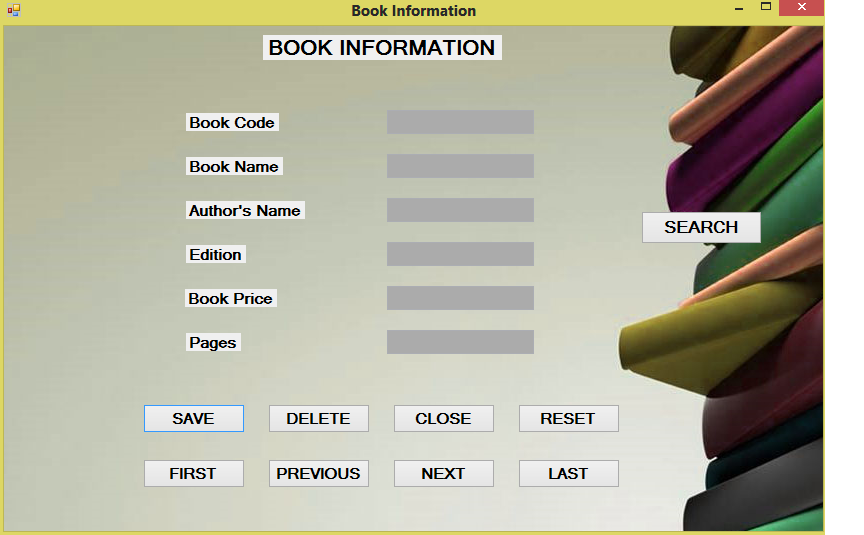 Book Information
BOOK INFORMATION
Book Code
Book Name
Author's Name
SEARCH
Edition
Book Price
Pages
SAVE DELETE CLOSE RESET
FIRST PREVIOUS NEXT LAST